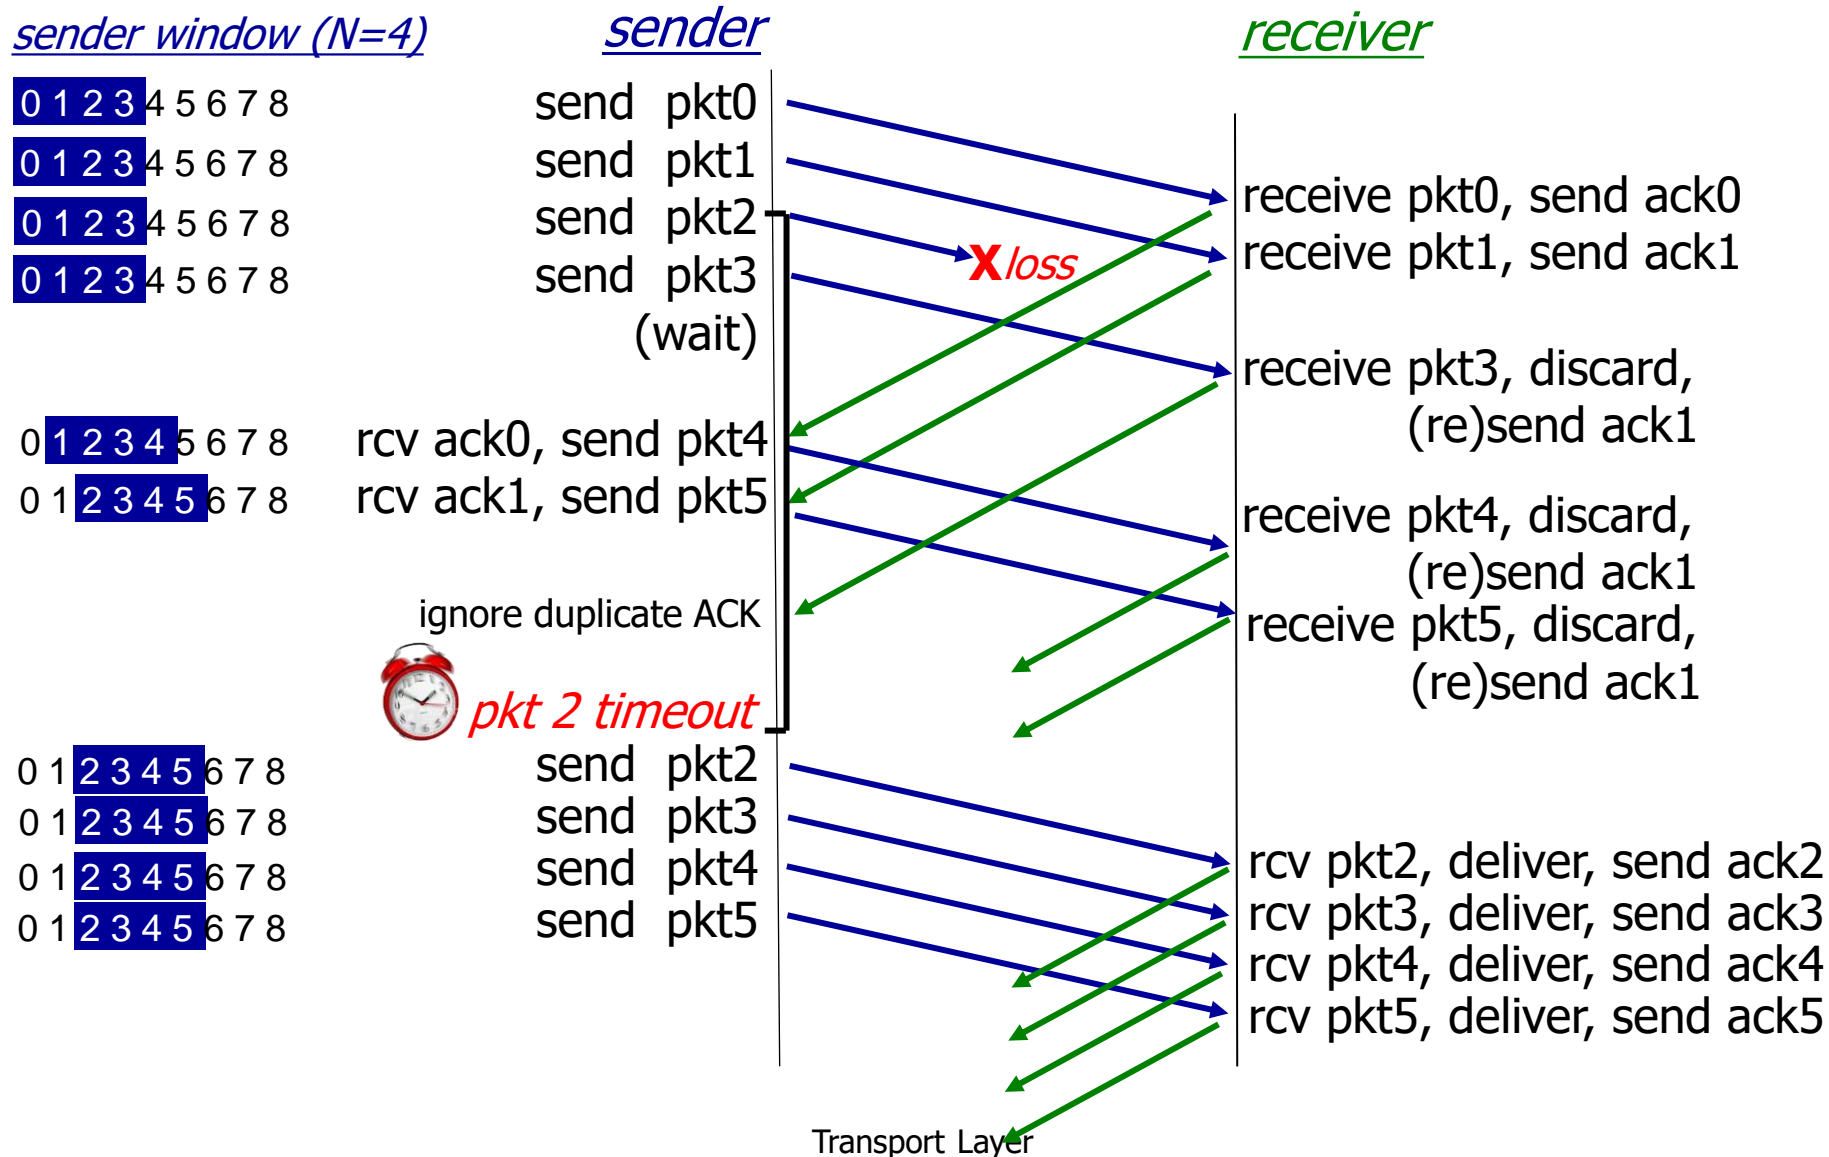 sender window (N=4) sender receiver
0 1 2 3 4 5 6 7 8 send pkt0
0 1 2 3 4 5 6 7 8 send pkt1
receive pkt0, send ack0
0 1 2 3 4 5 6 7 8 send pkt2
receive pkt1, send ack1
0 1 2 3 4 5 6 7 8 send pkt3
X loss
(wait)
receive pkt3, discard,
(re)send ack1
0 1 2 3 4 5 6 7 8 rcv ack0, send pkt4
0 1 2 3 4 5 6 7 8 rcv ack1, send pkt5
receive pkt4, discard,
(re)send ack1
ignore duplicate ACK
receive pkt5, discard,
(re)send ack1
pkt 2 timeout
0 1 2 3 4 5 6 7 8 send pkt2
0 1 2 3 4 5 6 7 8 send pkt3
0 1 2 3 4 5 6 7 8 send pkt4
0 1 2 3 4 5 6 7 8 send pkt5
rcv pkt2, deliver, send ack2
rcv pkt3, deliver, send ack3
rcv pkt4, deliver, send ack4
rcv pkt5, deliver, send ack5
Transport Layer